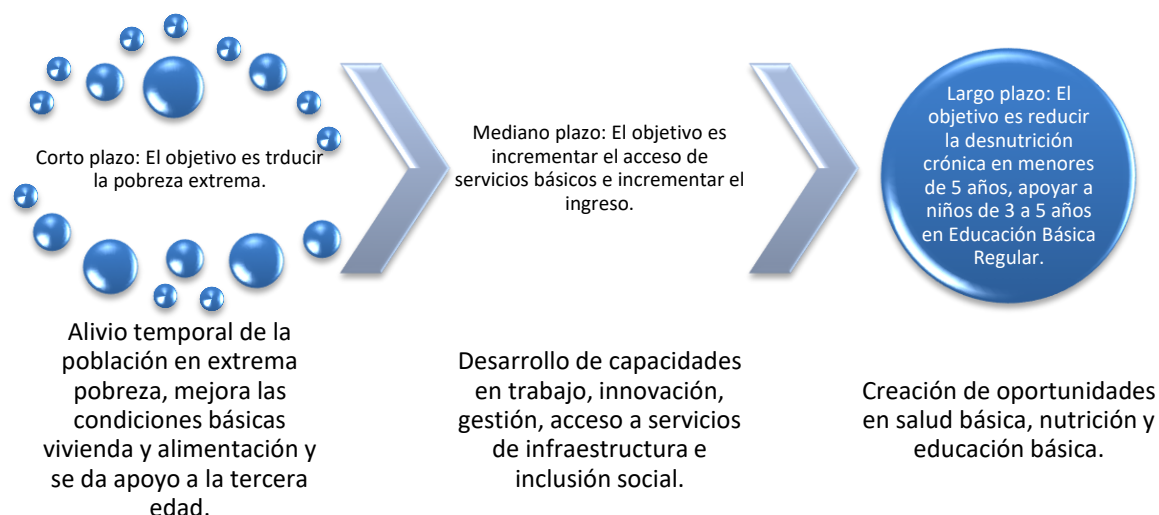 Corto plazo: El objetivo es trducir
la pobreza extrema.
Alivio temporal de la
población en extrema
pobreza, mejora las
condiciones básicas
vivienda y alimentación y
se da apoyo a la tercera
edad.
Mediano plazo: El objetivo es
incrementar el acceso de
servicios básicos e incrementar el
ingreso.
Desarrollo de capacidades
en trabajo, innovación,
gestión, acceso a servicios
de infraestructura e
inclusión social.
Largo plazo: El
objetivo es reducir
la desnutrición
crónica en menores
de 5 años, apoyar a
niños de 3 a 5 años
en Educación Básica
Regular.
Creación de oportunidades
en salud básica, nutrición y
educación básica.